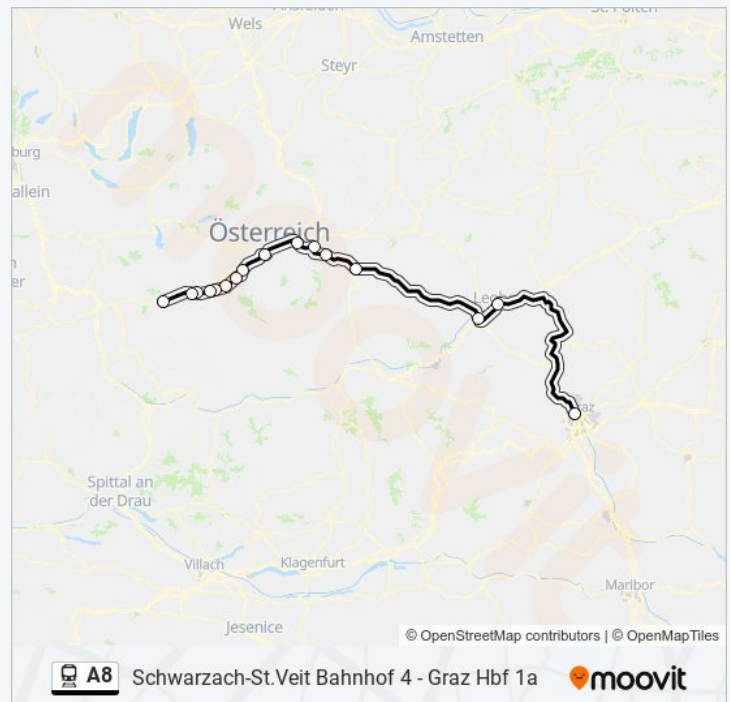 Wels
Amstetten
Steyr
burg
allein
Österreich
Spittal an
der Drau
Villach
Klagenfurt
Maribor
Jesenice
moovit
© OpenStreetMap contributors | © OpenMapTiles
A8 Schwarzach-St.Veit Bahnhof 4 - Graz Hbf 1a moovit